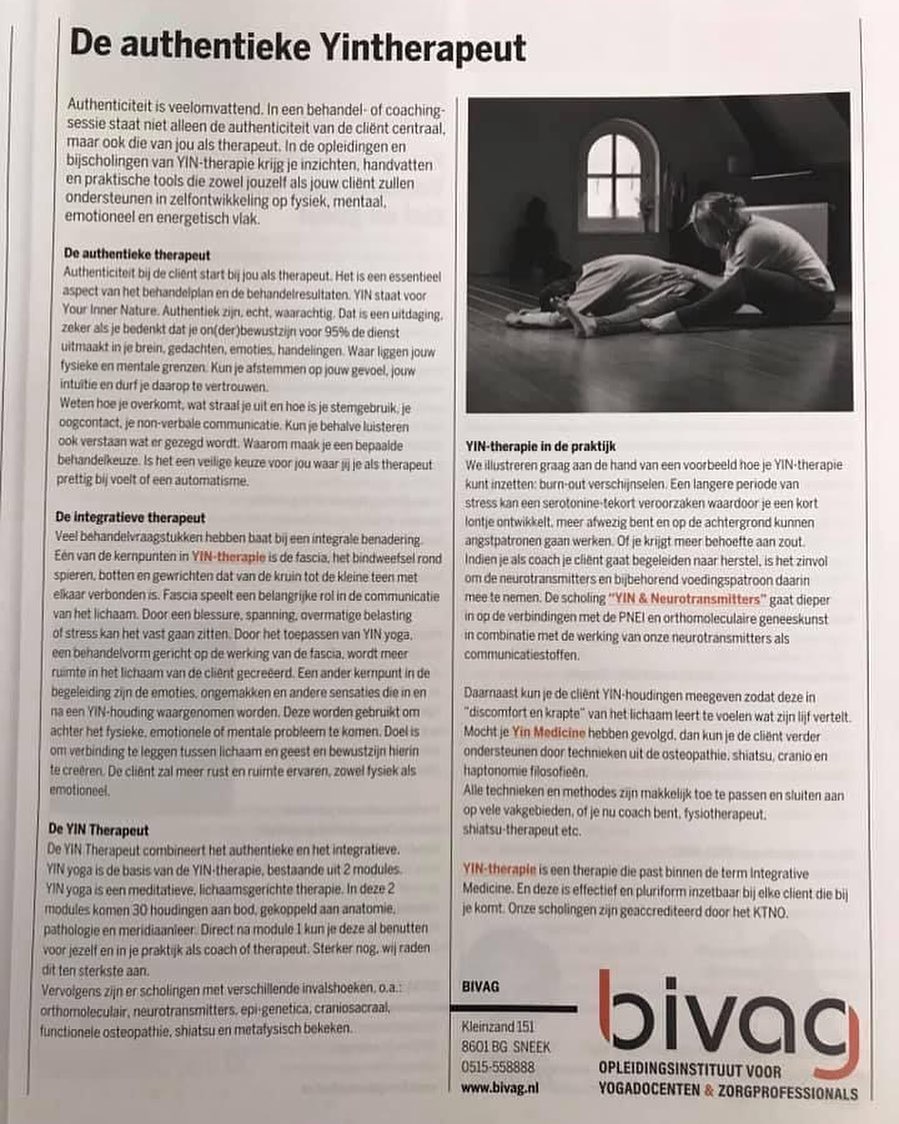 De authentieke Yintherapeut
Authenticiteit is veelomvattend. In een behandel- of coaching-
sessie staat niet alleen de authenticiteit van de cliënt centraal,
maar ook die van jou als therapeut. In de opleidingen en
bijscholingen van YIN-therapie krijg je inzichten, handvatten
en praktische tools die zowel jouzelf als jouw cliënt zullen
ondersteunen in zelfontwikkeling op fysiek, mentaal,
emotioneel en energetisch vlak.
De authentieke therapeut
Authenticiteit bij de cliënt start bij jou als therapeut. Het is een essentieel
aspect van het behandelplan en de behandelresultaten. YIN staat voor
Your Inner Nature. Authentiek zijn, echt, waarachtig. Dat is een uitdaging,
zeker als je bedenkt dat je on(der)bewustzijn voor 95% de dienst
uitmaakt in je brein, gedachten, emoties, handelingen. Waar liggen jouw
fysieke en mentale grenzen. Kun je afstemmen op jouw gevoel, jouw
intuïtie en durf je daarop te vertrouwen.
Weten hoe je overkomt, wat straal je uit en hoe is je stemgebruik, je
oogcontact, je non-verbale communicatie. Kun je behalve luisteren
ook verstaan wat er gezegd wordt. Waarom maak je een bepaalde
behandelkeuze. Is het een veilige keuze voor jou waar jij je als therapeut
prettig bij voelt of een automatisme.
De integratieve therapeut
Veel behandelvraagstukken hebben baat bij een integrale benadering.
Eén van de kernpunten in YIN-therapie is de fascia, het bindweefsel rond
spieren, botten en gewrichten dat van de kruin tot de kleine teen met
elkaar verbonden is. Fascia speelt een belangrijke rol in de communicatie
van het lichaam. Door een blessure, spanning, overmatige belasting
of stress kan het vast gaan zitten. Door het toepassen van YIN yoga,
een behandelvorm gericht op de werking van de fascia, wordt meer
ruimte in het lichaam van de cliënt gecreëerd. Een ander kernpunt in de
begeleiding zijn de emoties, ongemakken en andere sensaties die in en
na een YIN-houding waargenomen worden. Deze worden gebruikt om
achter het fysieke, emotionele of mentale probleem te komen. Doel is
om verbinding te leggen tussen lichaam en geest en bewustzijn hierin
te creëren. De cliënt zal meer rust en ruimte ervaren, zowel fysiek als
emotioneel.
De YIN Therapeut
De YIN Therapeut combineert het authentieke en het integratieve.
YIN yoga is de basis van de YIN-therapie, bestaande uit 2 modules.
YIN yoga is een meditatieve, lichaamsgerichte therapie. In deze 2
modules komen 30 houdingen aan bod, gekoppeld aan anatomie,
pathologie en meridiaanleer. Direct na module 1 kun je deze al benutten
voor jezelf en in je praktijk als coach of therapeut. Sterker nog, wij raden
dit ten sterkste aan.
Vervolgens zijn er scholingen met verschillende invalshoeken, o.a.:
orthomoleculair, neurotransmitters, epi-genetica, craniosacraal,
functionele osteopathie, shiatsu en metafysisch bekeken.
YIN-therapie in de praktijk
We illustreren graag aan de hand van een voorbeeld hoe je YIN-therapie
kunt inzetten: burn-out verschijnselen. Een langere periode van
stress kan een serotonine-tekort veroorzaken waardoor je een kort
lontje ontwikkelt, meer afwezig bent en op de achtergrond kunnen
angstpatronen gaan werken. Of je krijgt meer behoefte aan zout.
Indien je als coach je cliënt gaat begeleiden naar herstel, is het zinvol
om de neurotransmitters en bijbehorend voedingspatroon daarin
mee te nemen. De scholing "YIN & Neurotransmitters" gaat dieper
in op de verbindingen met de PNEI en orthomoleculaire geneeskunst
in combinatie met de werking van onze neurotransmitters als
communicatiestoffen.
Daarnaast kun je de cliënt YIN-houdingen meegeven zodat deze in
"discomfort en krapte" van het lichaam leert te voelen wat zijn lijf vertelt.
Mocht je Yin Medicine hebben gevolgd, dan kun je de cliënt verder
ondersteunen door technieken uit de osteopathie, shiatsu, cranio en
haptonomie filosofieën.
Alle technieken en methodes zijn makkelijk toe te passen en sluiten aan
op vele vakgebieden, of je nu coach bent, fysiotherapeut,
shiatsu-therapeut etc.
YIN-therapie is een therapie die past binnen de term Integrative
Medicine. En deze is effectief en pluriform inzetbaar bij elke client die bij
je komt. Onze scholingen zijn geaccrediteerd door het KTNO.
BIVAG
Kleinzand 151
8601 BG SNEEK
0515-558888
www.bivag.nl
bivag
OPLEIDINGSINSTITUUT VOOR
YOGADOCENTEN & ZORGPROFESSIONALS